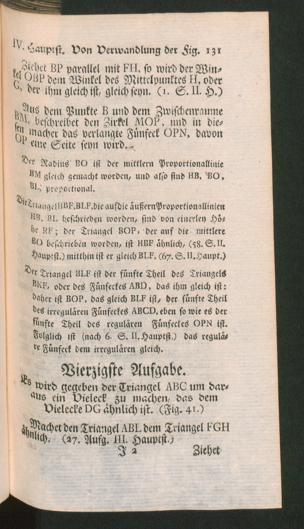 IV. Hauptst. Von Verwandlung der Fig. 131
Ziehet BP parallel mit FH, so wird der Win-
kel OBP dem Winkel des Mittelpunktes H, oder
G, der ihm gleich ist, gleich seyn. (1. S. II. H.)
Aus dem Punkte B und dem Zwischenraume
BM, beschreibet den Zirkel MOP, und in die-
sen machet das verlangte Fünfeck OPN, davon
OP eine Seite seyn wird.
Der Radius BO ist der mittlern Proportionallinie
BM gleich gemacht worden, und also sind HB, BO,
BL, proportional.
Die Triangel HBF, BLF, die auf die äußern Proportionallinien
HB, BL beschrieben worden, sind von einerley Hö-
he RF; der Triangel BOP, der auf die mittlere
BO beschrieben worden, ist HBF ähnlich, (58. S. II.
Hauptst.) mithin ist er gleich BLF. (67. S. II. Hauptst.)
Der Triangel BLF ist der fünfte Theil des Triangels
BKF, oder des Fünfeckes ABD, das ihm gleich ist:
daher ist BOP, das gleich BLF ist, der fünfte Theil
des irregulären Fünfeckes ABCD, eben so wie es der
fünfte Theil des regulären Fünfeckes OPN ist.
Folglich ist (nach 6. S. II. Hauptst.) das regulä-
re Fünfeck dem irregulären gleich.
Vierzigste Aufgabe.
Es wird gegeben der Triangel ABC um dar-
aus ein Vieleck zu machen, das dem
Vielecke DG ähnlich ist. (Fig. 41.)
Machet den Triangel ABL dem Triangel FGH
ähnlich. (27. Aufg. III. Hauptst.)
J 2 Ziehet